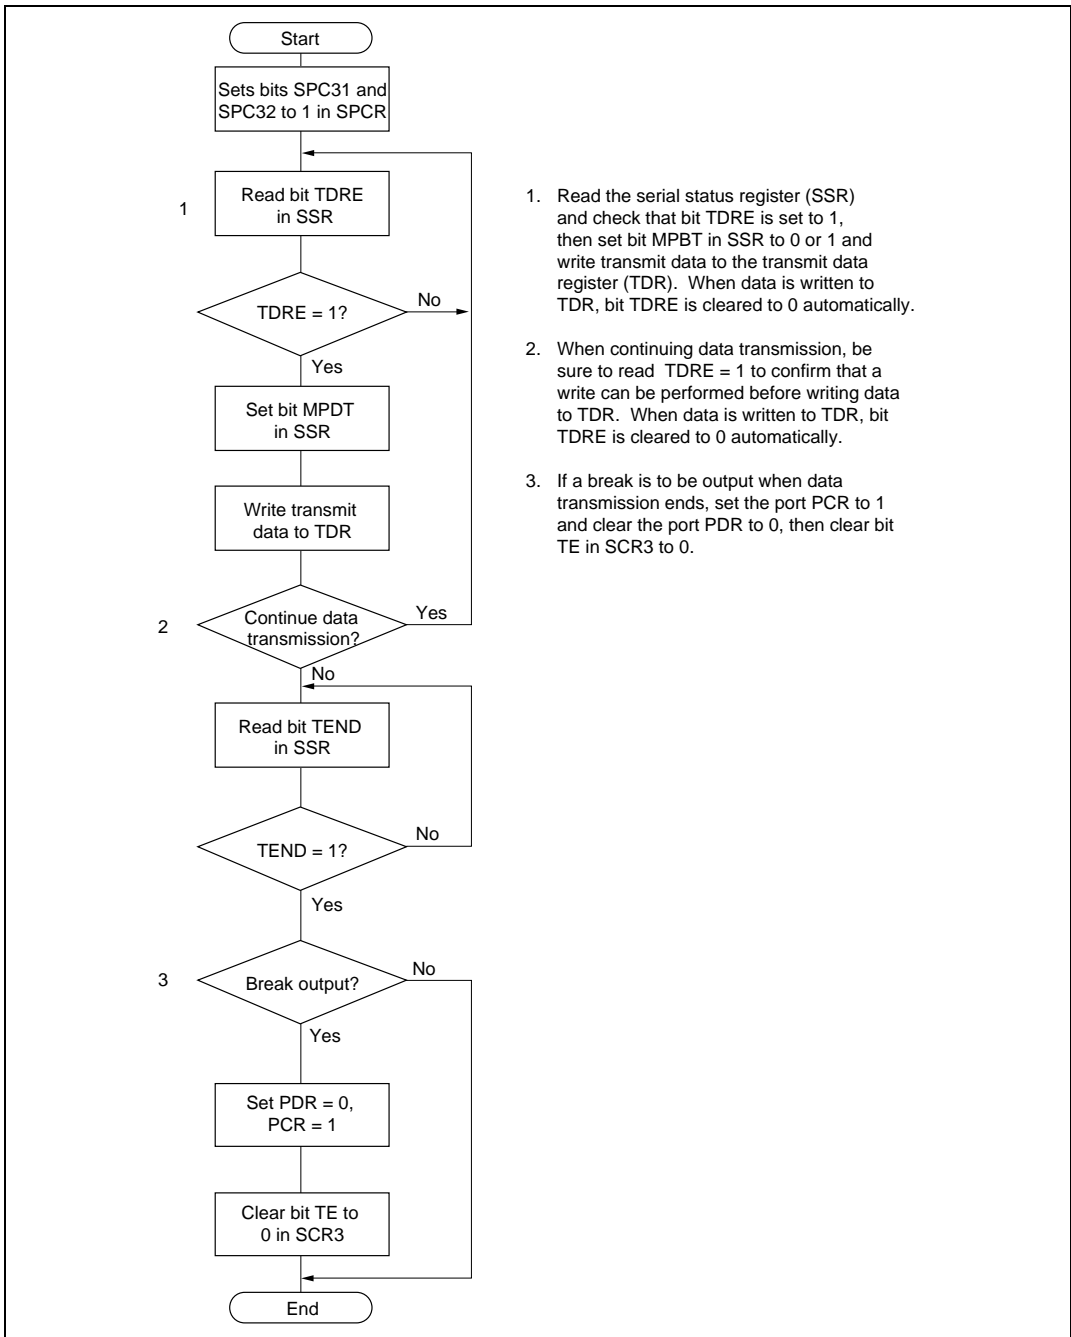 Start
Sets bits SPC31 and
SPC32 to 1 in SPCR
1
Read bit TDRE
in SSR
TDRE = 1?
No
Yes
Set bit MPDT
in SSR
Write transmit
data to TDR
2
Continue data
transmission?
Yes
No
Read bit TEND
in SSR
TEND = 1?
No
Yes
3
Break output?
No
Yes
Set PDR = 0,
PCR = 1
Clear bit TE to
0 in SCR3
End
1. Read the serial status register (SSR)
and check that bit TDRE is set to 1,
then set bit MPBT in SSR to 0 or 1 and
write transmit data to the transmit data
register (TDR). When data is written to
TDR, bit TDRE is cleared to 0 automatically.
2. When continuing data transmission, be
sure to read TDRE = 1 to confirm that a
write can be performed before writing data
to TDR. When data is written to TDR, bit
TDRE is cleared to 0 automatically.
3. If a break is to be output when data
transmission ends, set the port PCR to 1
and clear the port PDR to 0, then clear bit
TE in SCR3 to 0.